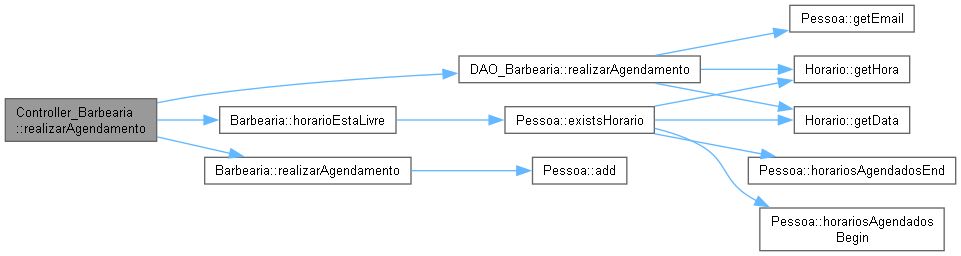 Controller_Barbearia
::realizarAgendamento
DAO_Barbearia::realizarAgendamento
Pessoa::getEmail
Horario::getHora
Horario::getData
Barbearia::horarioEstaLivre
Pessoa::existsHorario
Pessoa::horariosAgendadosEnd
Pessoa::horariosAgendados
Begin
Barbearia::realizarAgendamento
Pessoa::add